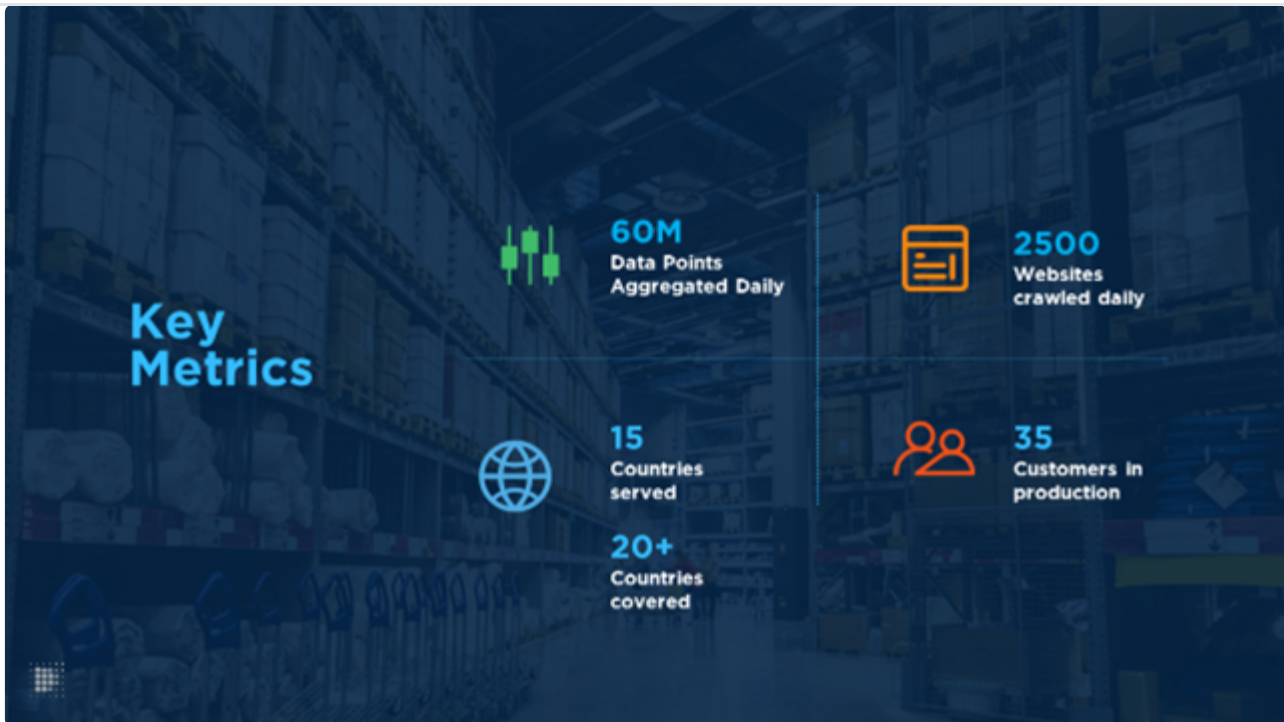 Key
Metrics
60M
Data Points
Aggregated Daily
2500
Websites
crawled daily
15
Countries
served
20+
Countries
covered
35
Customers in
production